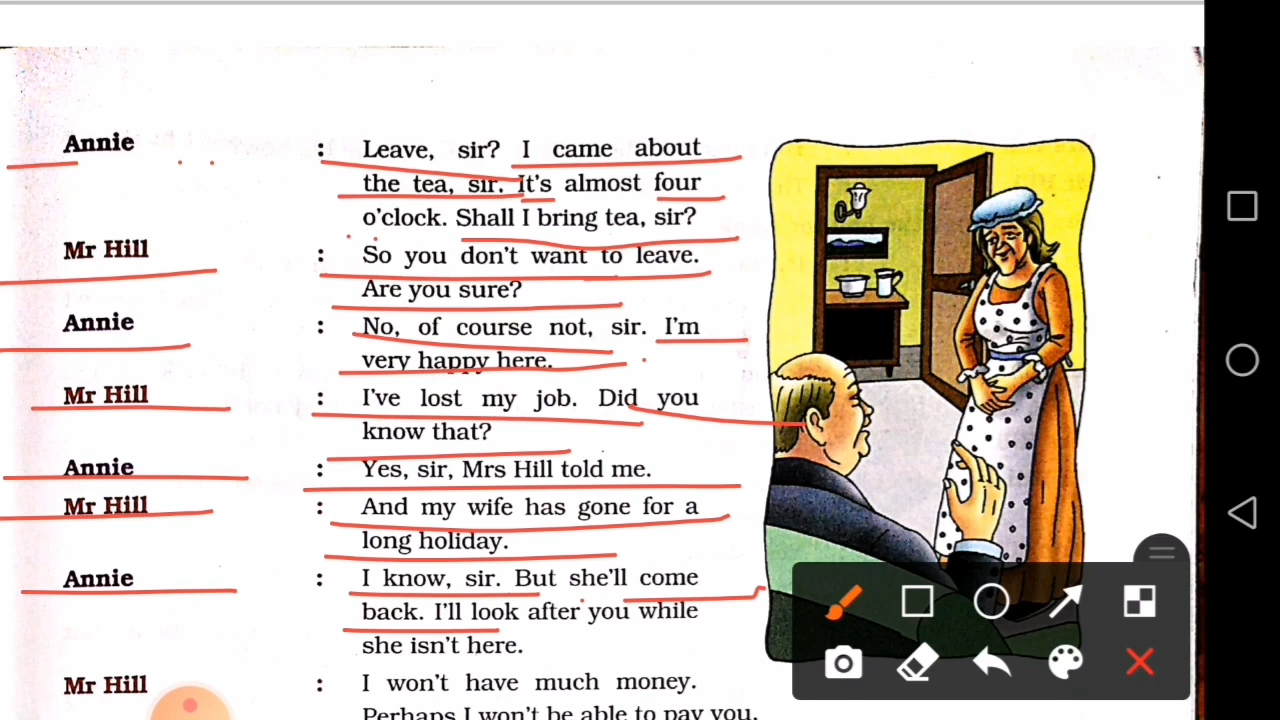 Annie : Leave, sir? I came about
the tea, sir. It's almost four
o'clock. Shall I bring tea, sir?
Mr Hill : So you don't want to leave.
Are you sure?
Annie : No, of course not, sir. I'm
very happy here.
Mr Hill : I've lost my job. Did you
know that?
Annie : Yes, sir, Mrs Hill told me.
Mr Hill : And my wife has gone for a
long holiday.
Annie : I know, sir. But she'll come
back. I'll look after you while
she isn't here.
Mr Hill : I won't have much money.
Perhaps I won't be able to pay you.